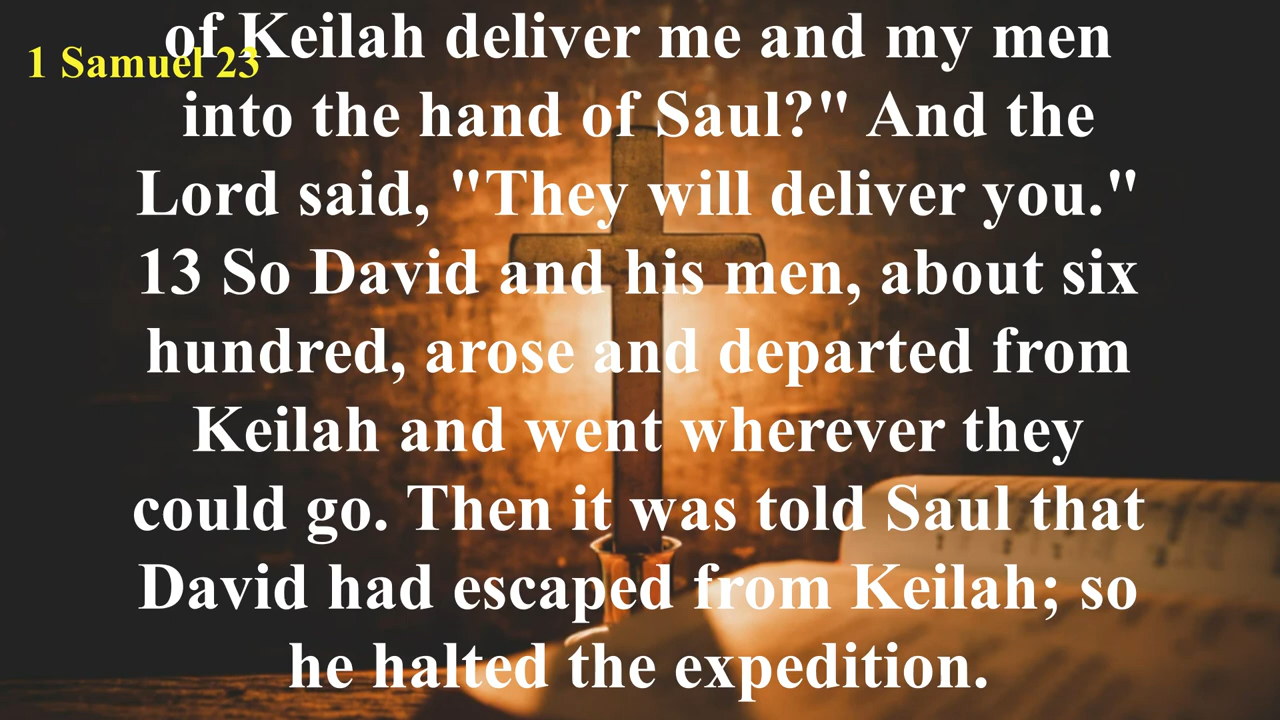 1 Samuel 23
of Keilah deliver me and my men
into the hand of Saul?" And the
Lord said, "They will deliver you."
13 So David and his men, about six
hundred, arose and departed from
Keilah and went wherever they
could go. Then it was told Saul that
David had escaped from Keilah; so
he halted the expedition.